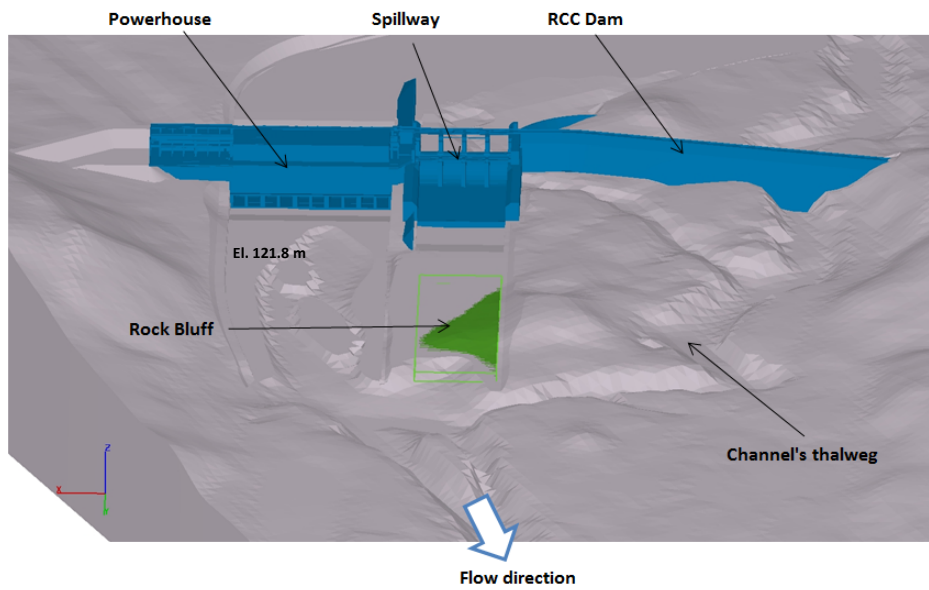 Powerhouse
Spillway
RCC Dam
El. 121.8 m
Rock Bluff
Channel's thalweg
Z
X
Y
Flow direction